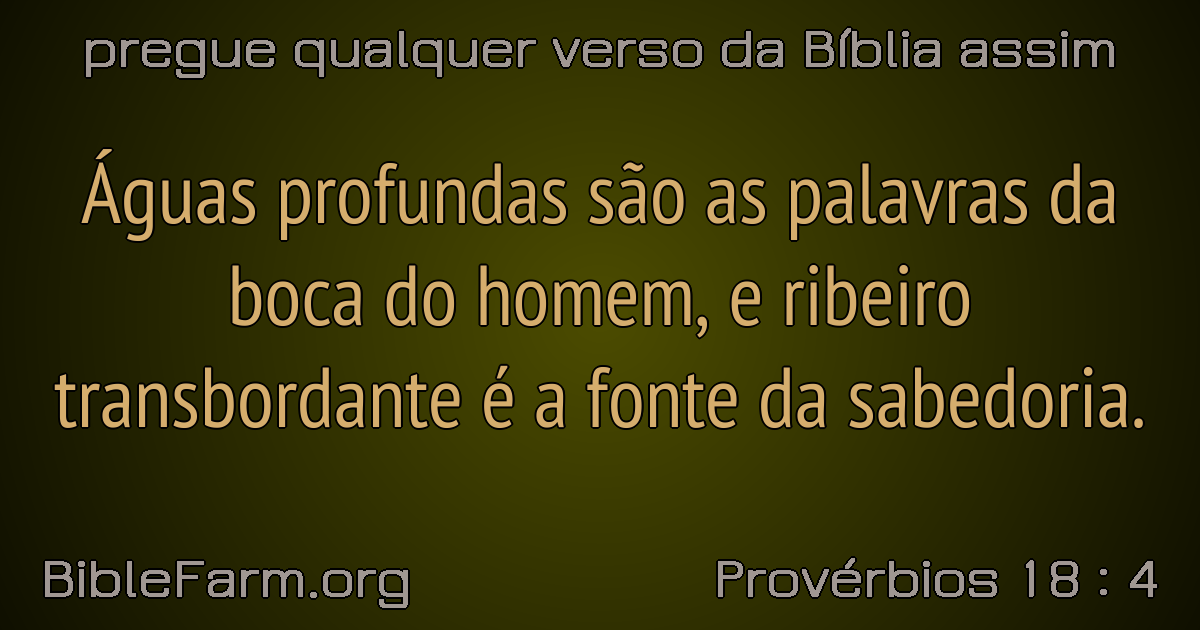 pregue qualquer verso da Bíblia assim
Águas profundas são as palavras da
boca do homem, e ribeiro
transbordante é a fonte da sabedoria.
BibleFarm.org
Provérbios 18 : 4